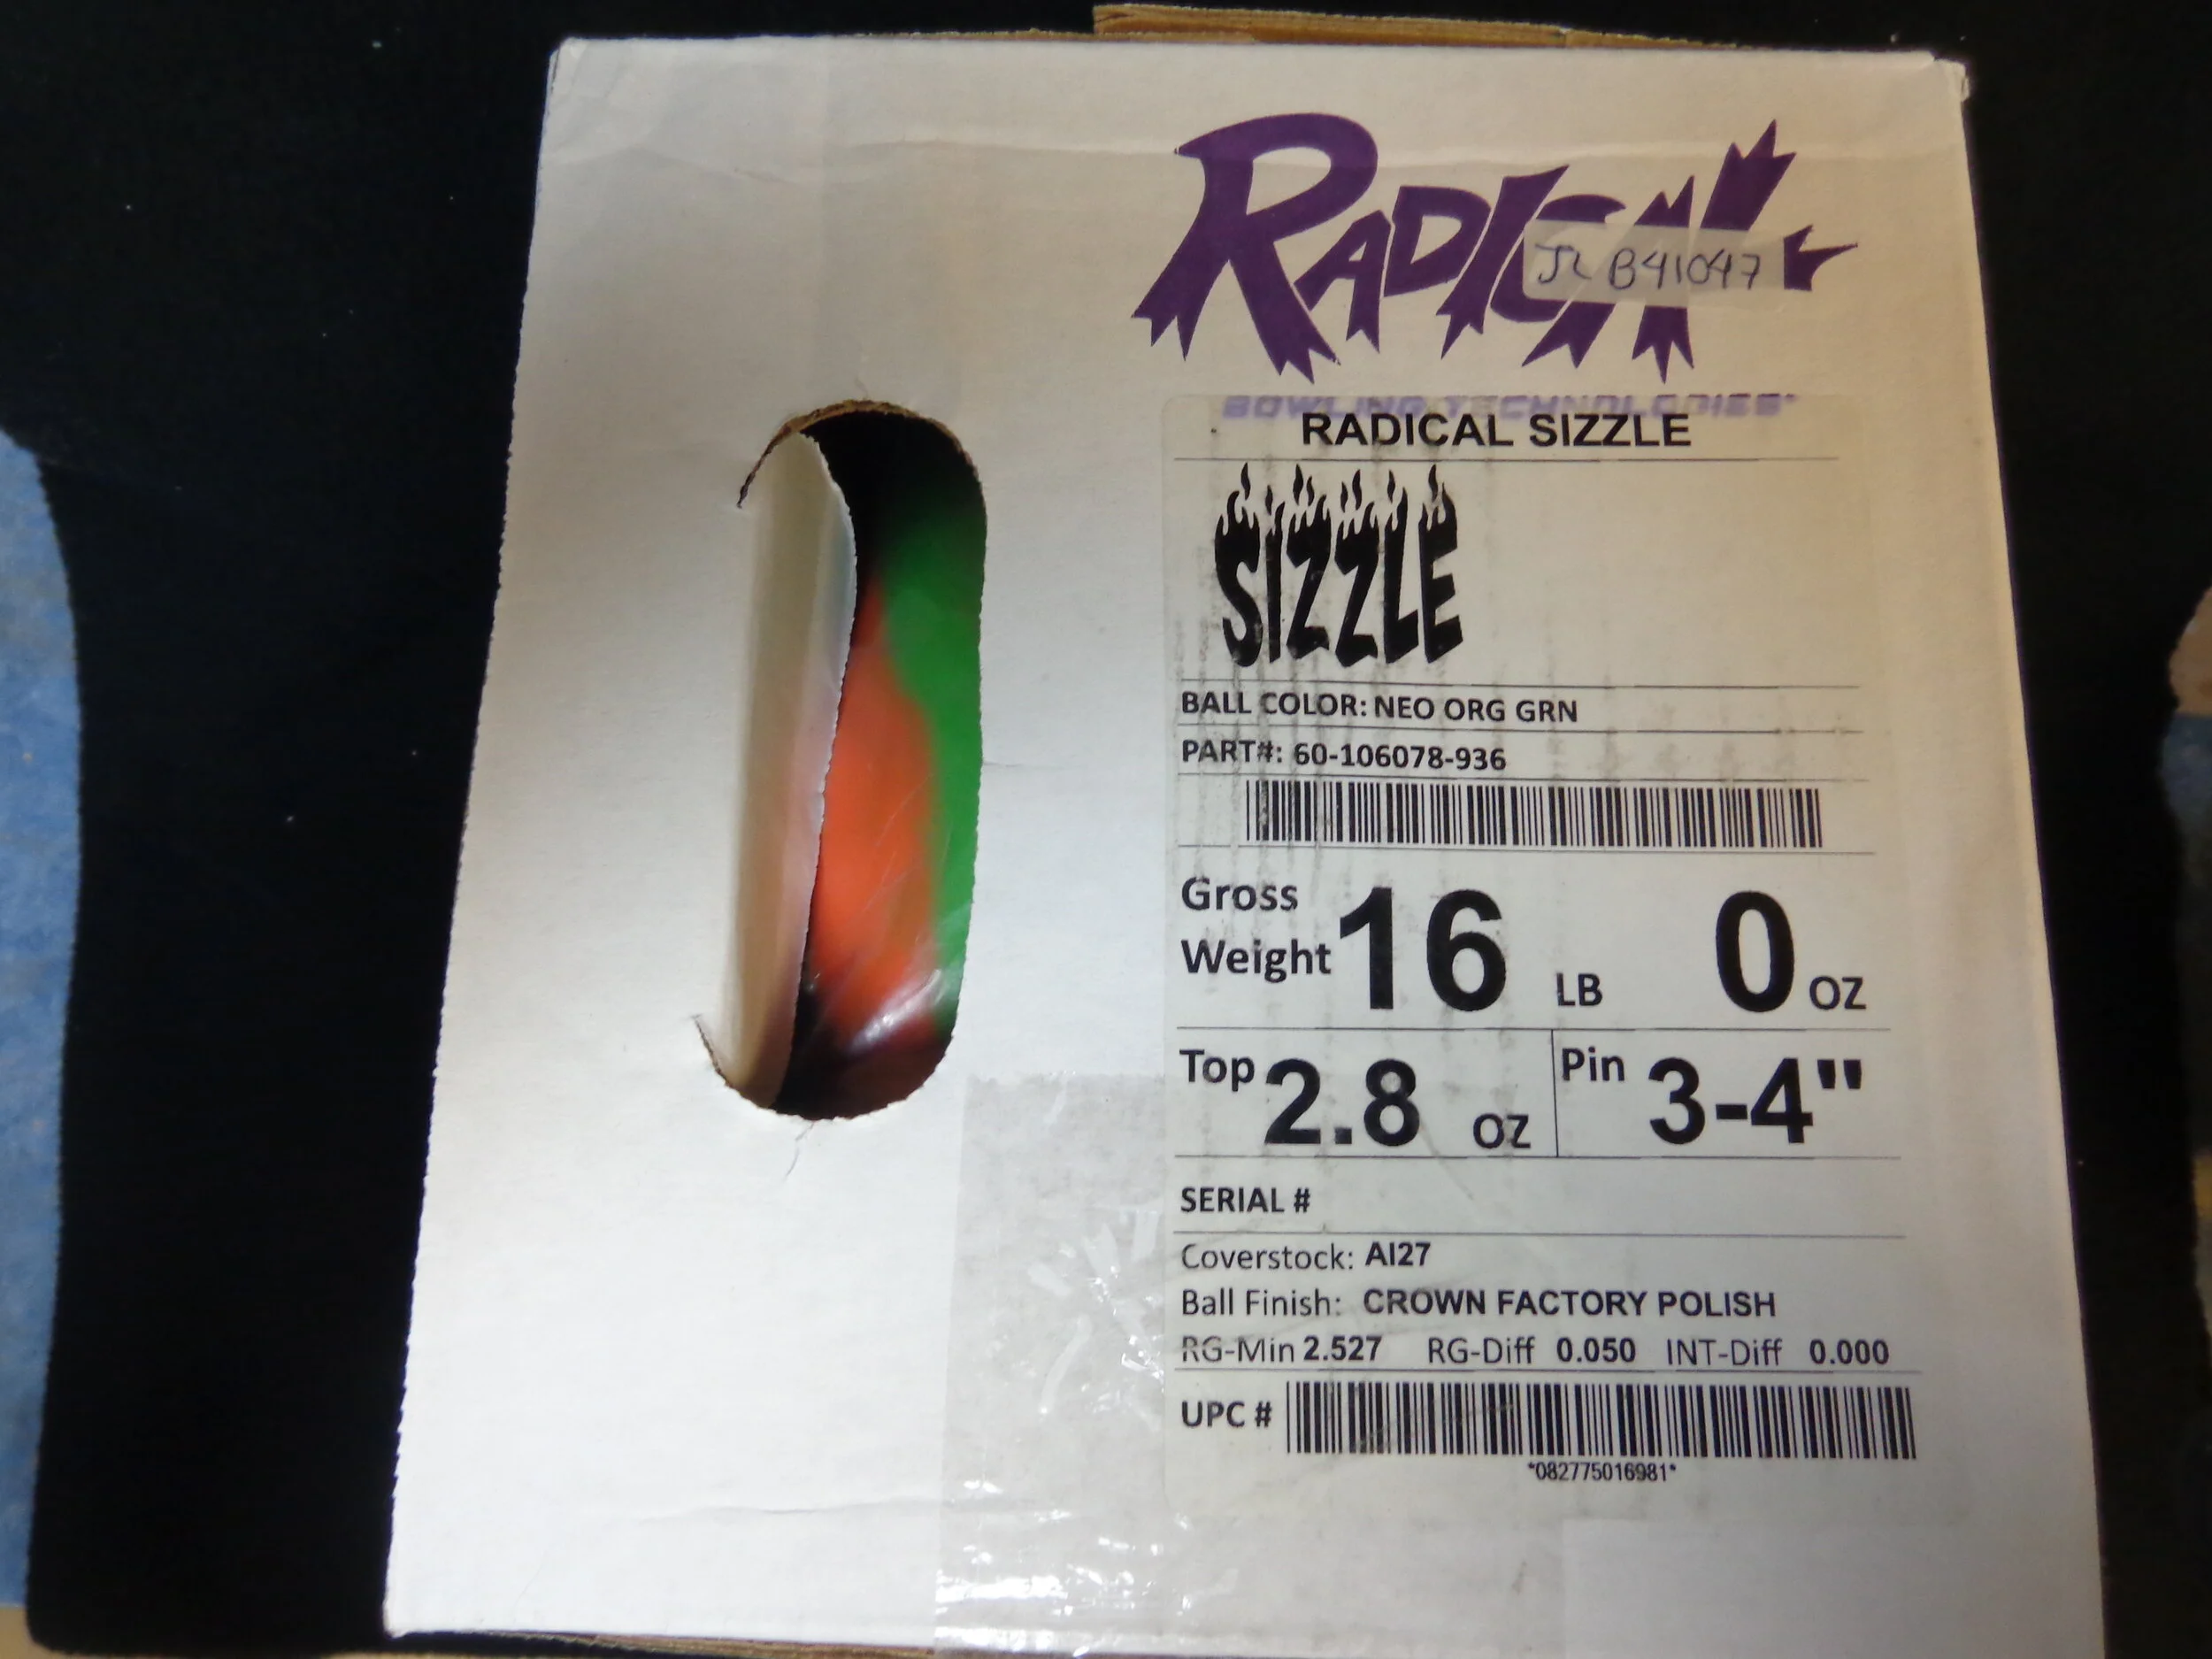 RADICAL
JL B41047
BOWLING TECHNOLOGIES
RADICAL SIZZLE
SIZZLE
BALL COLOR: NEO ORG GRN
PART#: 60-106078-936
Gross Weight 16 LB 0 OZ
Top 2.8 OZ Pin 3-4"
SERIAL #
Coverstock: AI27
Ball Finish: CROWN FACTORY POLISH
RG-Min 2.527 RG-Diff 0.050 INT-Diff 0.000
UPC #
*082775016981*